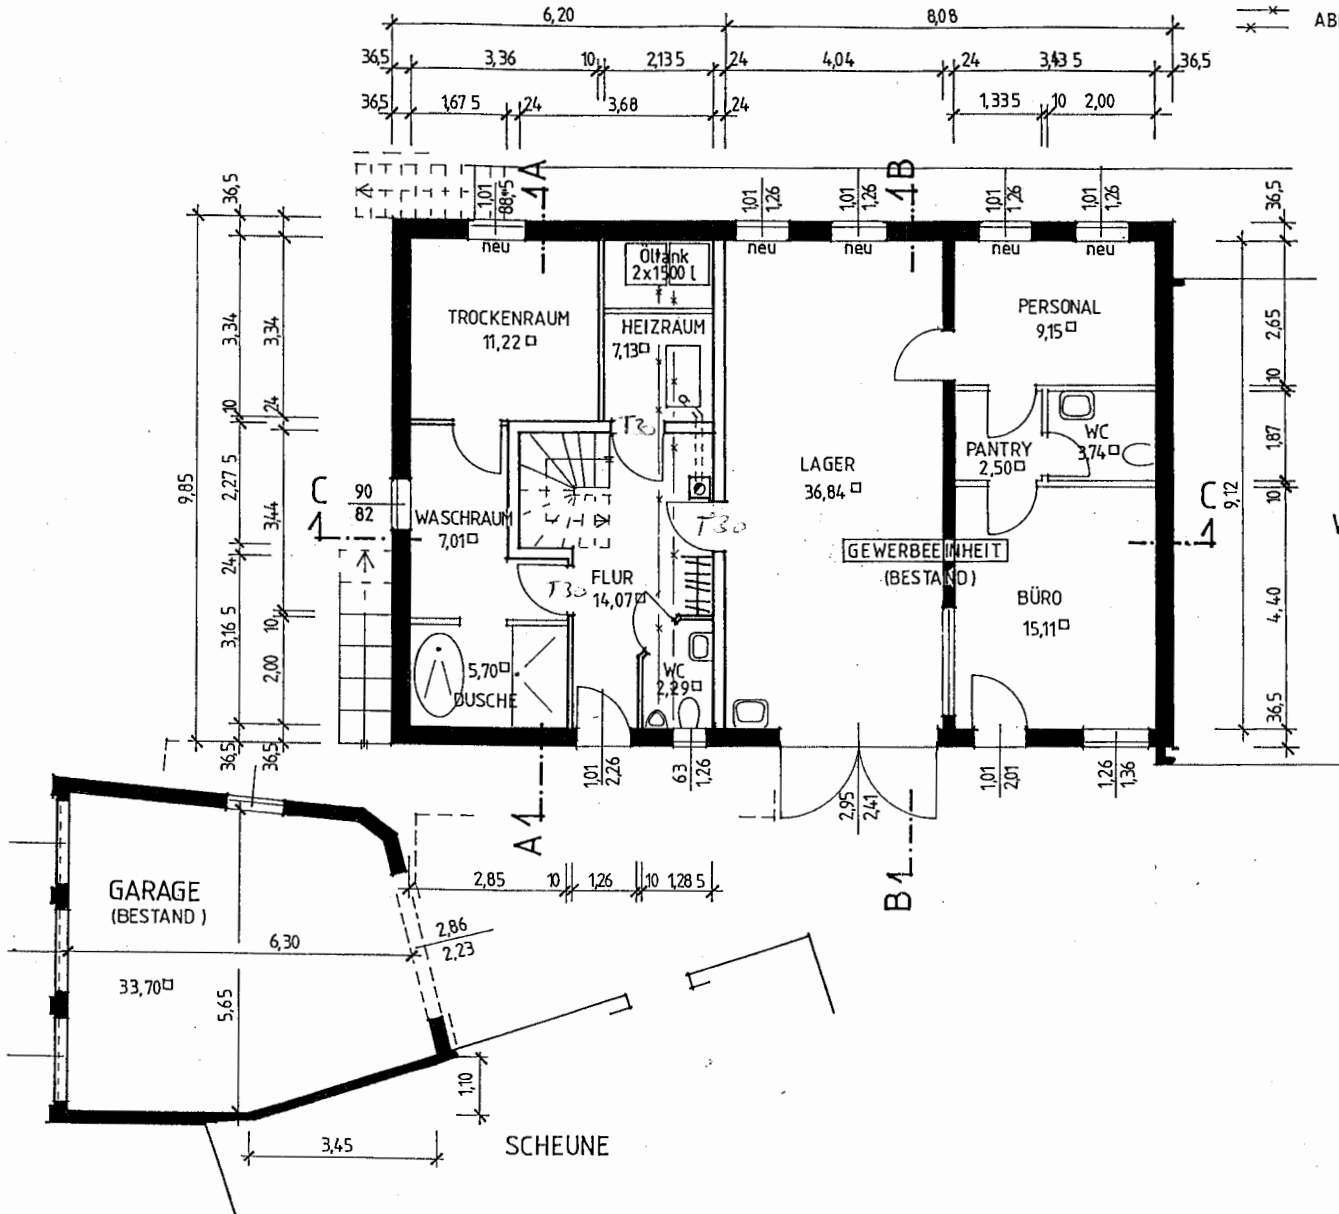 6,20 8,08 AB
36,5 3,36 10 2,13 5 24 4,04 24 3,43 5 36,5
36,5 1,67 5 24 3,68 24 1,33 5 10 2,00
1,01 88,5 A 1 1,01 1,26 1,01 1,26 B 1 1,01 1,26 1,01 1,26
neu neu neu neu neu
36,5 36,5
3,34 3,34 10 24 2,27 5 9,85 3,44 24 10 3,16 5 2,00 36,5 36,5
Öltank
2x1500 l
TROCKENRAUM
11,22
HEIZRAUM
7,13
PERSONAL
9,15
T30
WC
3,74
PANTRY
2,50
LAGER
36,84
C 1
90
82
WASCHRAUM
7,01
T30
GEWERBEEINHEIT
(BESTAND)
C 1
FLUR
14,07
T30
BÜRO
15,11
5,70
DUSCHE
WC
2,29
2,65 10 1,87 9,12 10 4,40 36,5
1,01 2,26 63 1,26 2,95 2,41 1,01 2,01 1,26 1,36
A 1 B 1
2,85 10 1,26 10 1,28 5
GARAGE
(BESTAND)
6,30
2,86
2,23
33,70
5,65
1,10
3,45
SCHEUNE